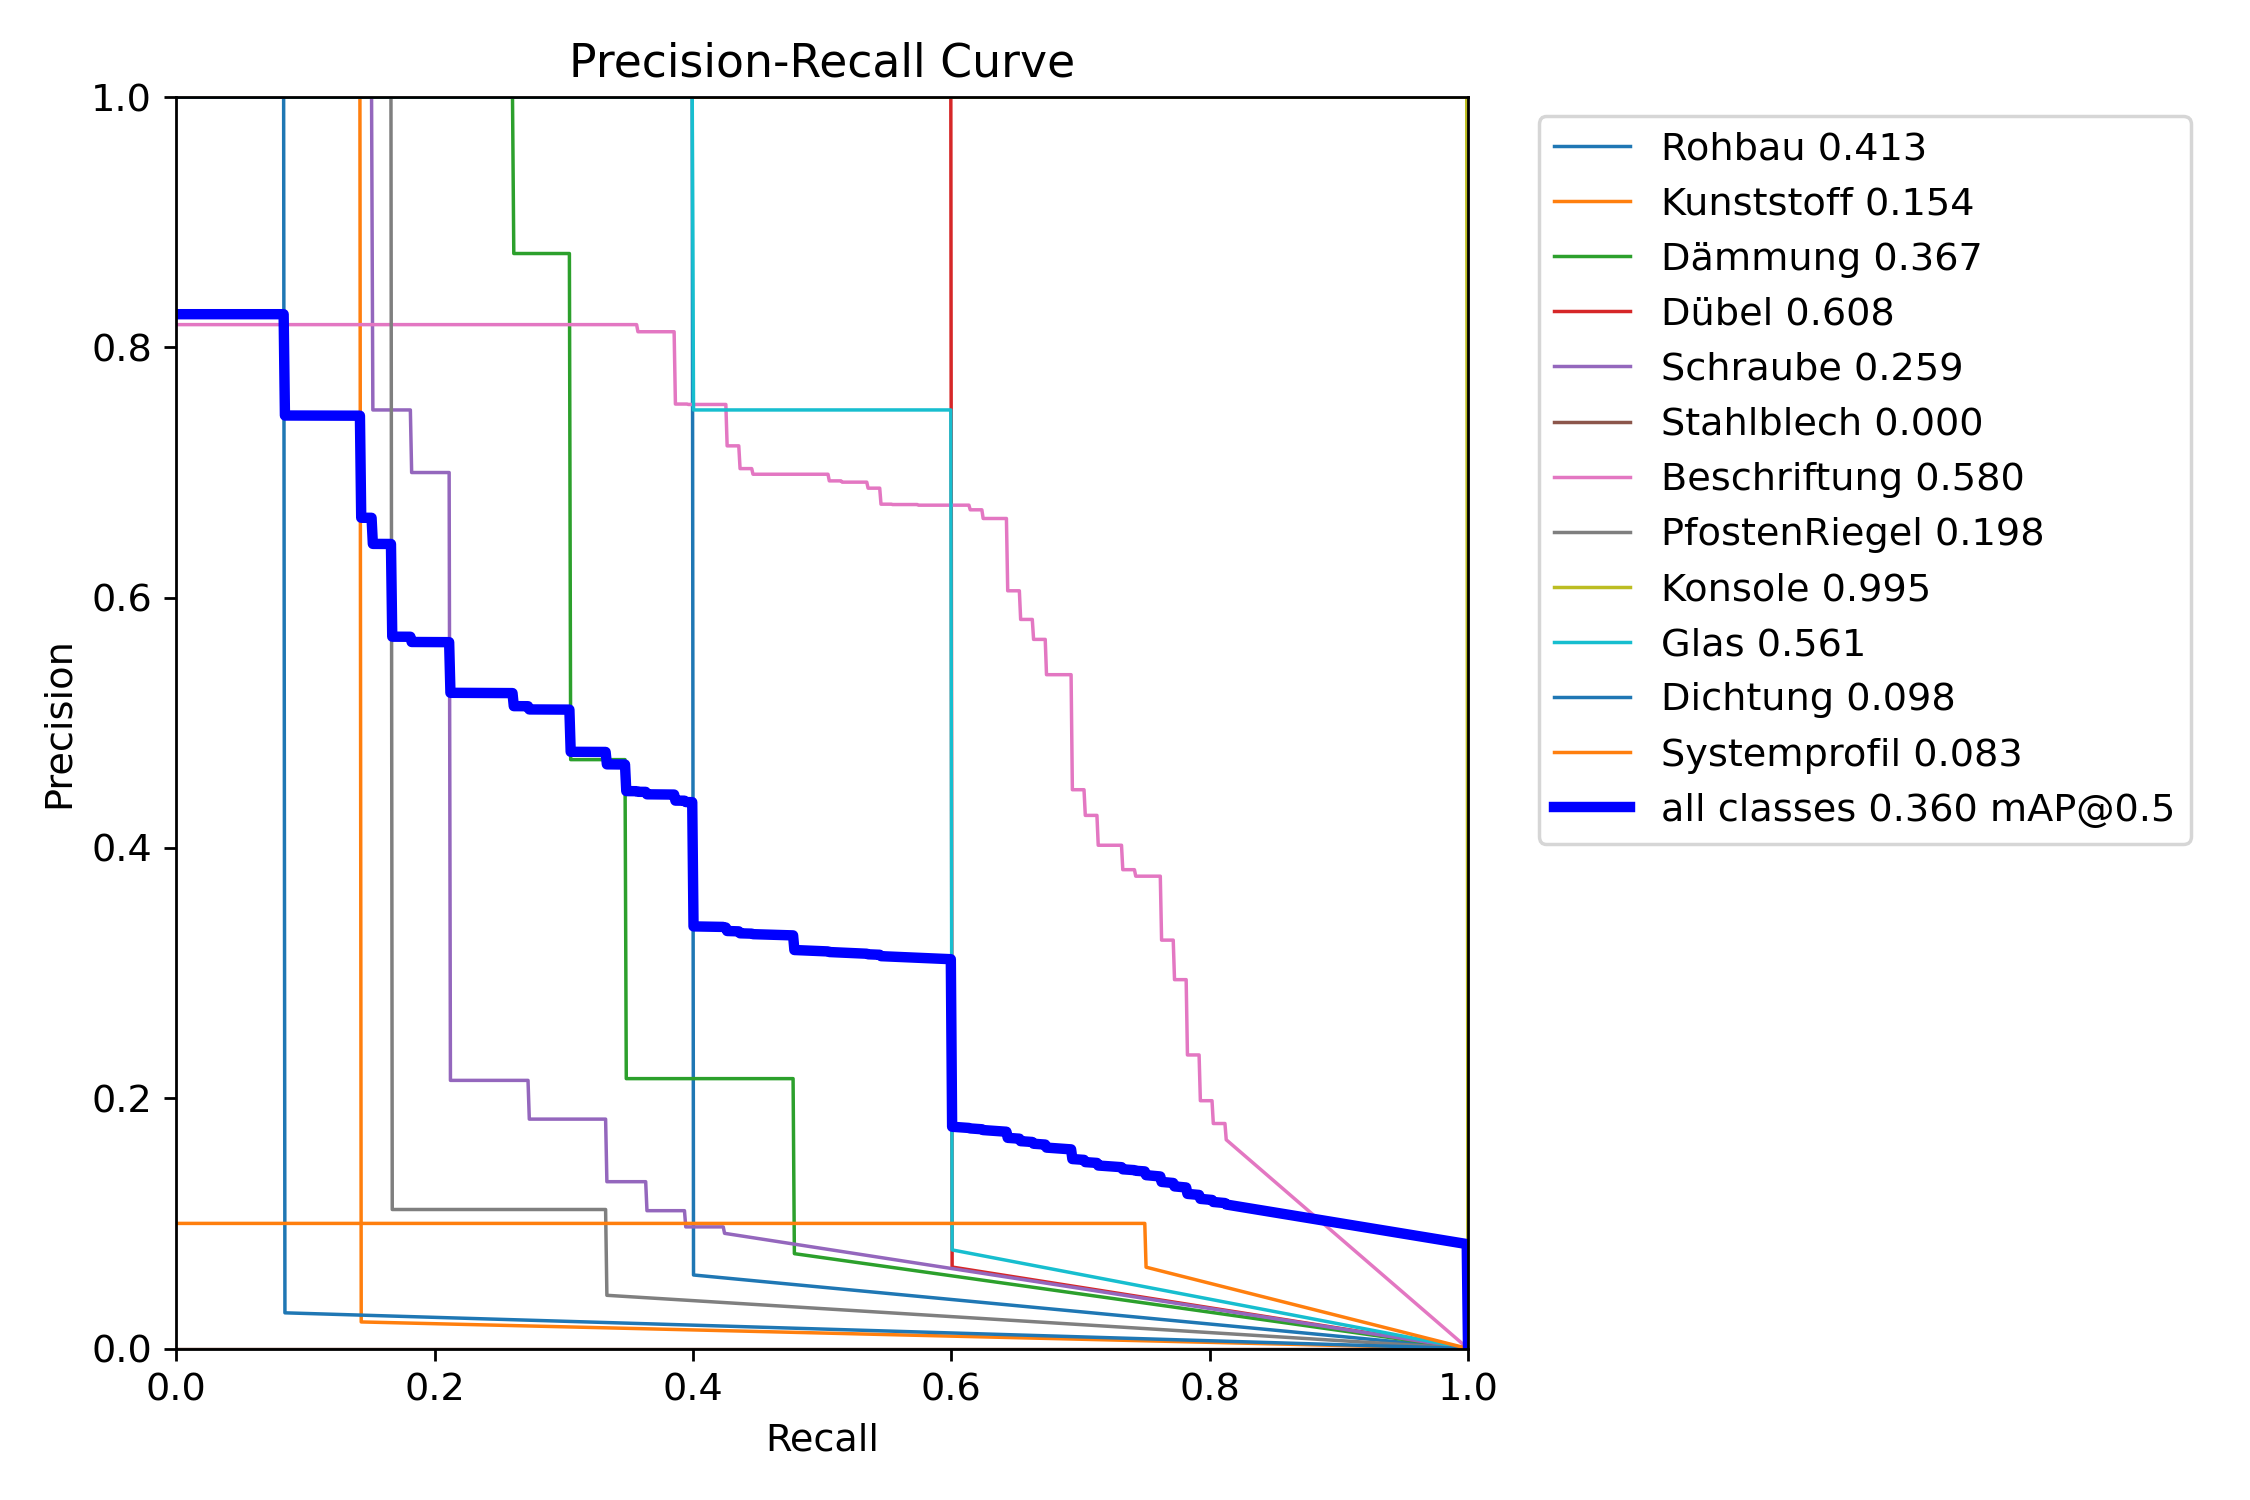 Precision-Recall Curve
1.0
0.8
0.6
0.4
0.2
0.0
Precision
0.0 0.2 0.4 0.6 0.8 1.0
Recall
Rohbau 0.413
Kunststoff 0.154
Dämmung 0.367
Dübel 0.608
Schraube 0.259
Stahlblech 0.000
Beschriftung 0.580
PfostenRiegel 0.198
Konsole 0.995
Glas 0.561
Dichtung 0.098
Systemprofil 0.083
all classes 0.360 mAP@0.5